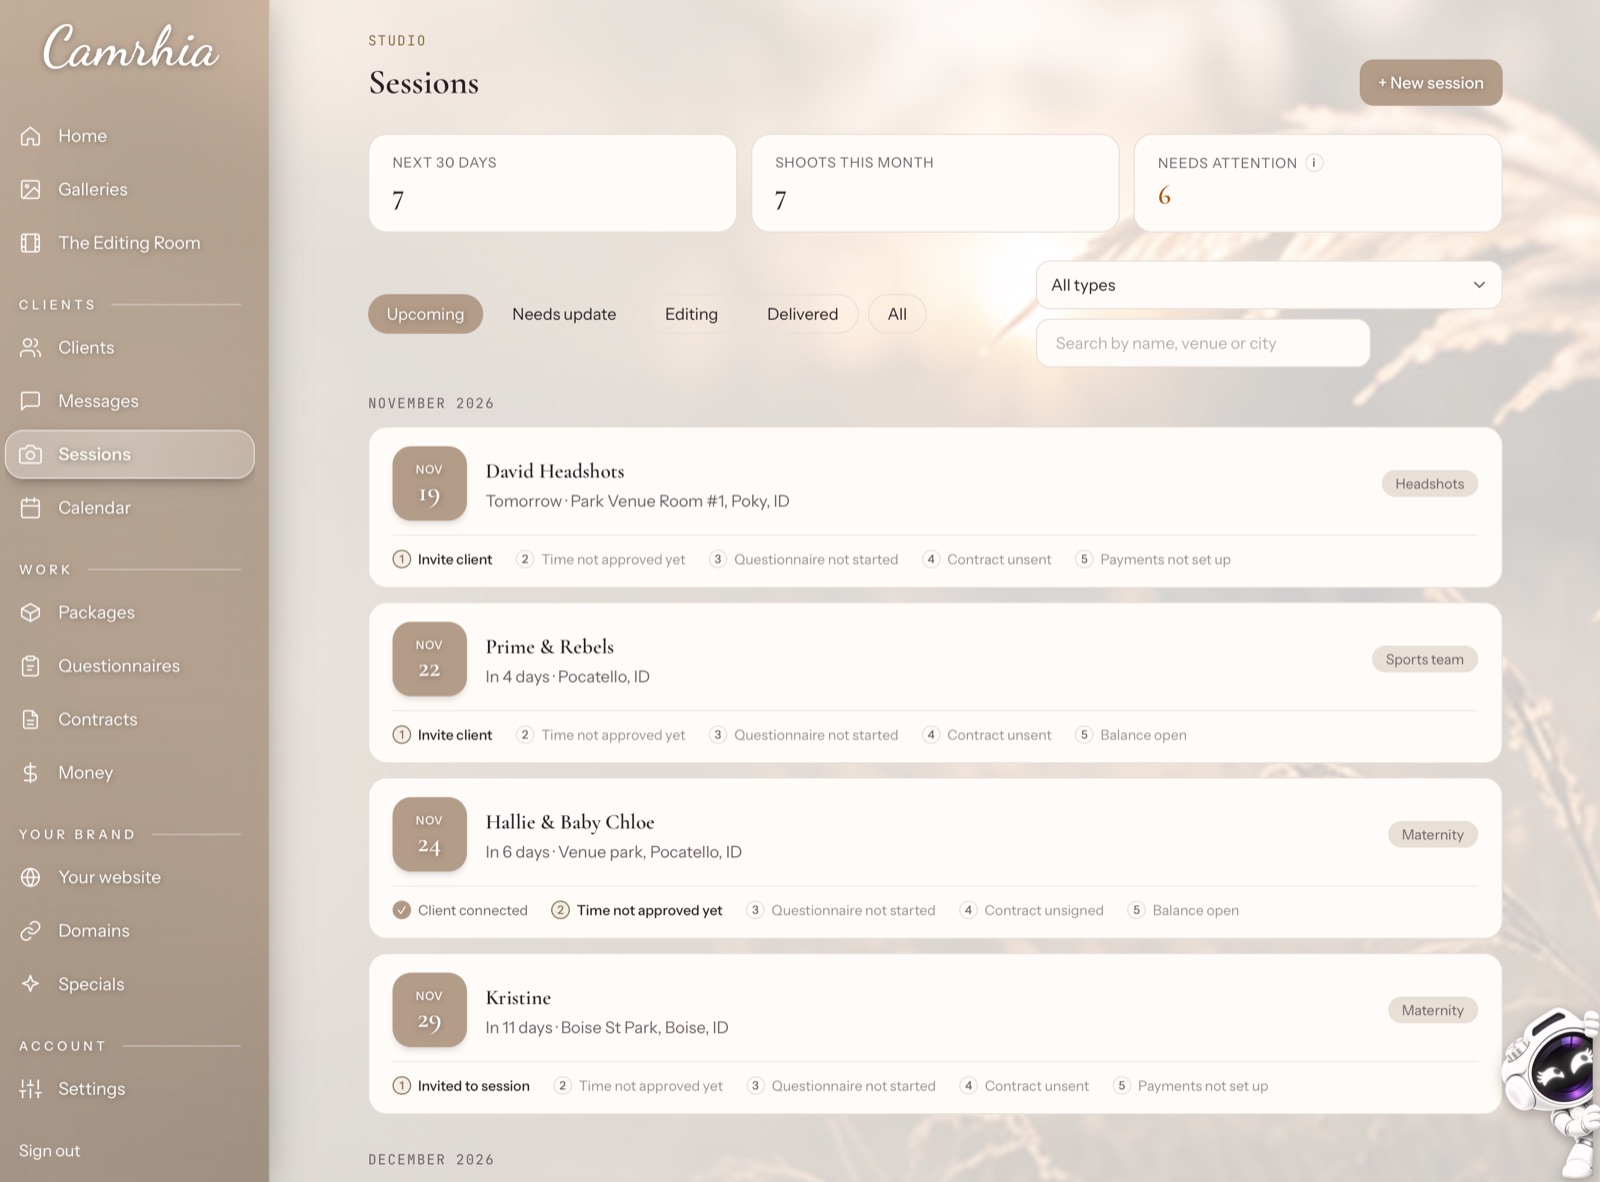 Camrhia
Home
Galleries
The Editing Room
CLIENTS
Clients
Messages
Sessions
Calendar
WORK
Packages
Questionnaires
Contracts
Money
YOUR BRAND
Your website
Domains
Specials
ACCOUNT
Settings
Sign out
STUDIO
Sessions
+ New session
NEXT 30 DAYS
7
SHOOTS THIS MONTH
7
NEEDS ATTENTION i
6
Upcoming Needs update Editing Delivered All
All types
Search by name, venue or city
NOVEMBER 2026
NOV
19
David Headshots
Tomorrow · Park Venue Room #1, Poky, ID
Headshots
1 Invite client 2 Time not approved yet 3 Questionnaire not started 4 Contract unsent 5 Payments not set up
NOV
22
Prime & Rebels
In 4 days · Pocatello, ID
Sports team
1 Invite client 2 Time not approved yet 3 Questionnaire not started 4 Contract unsent 5 Balance open
NOV
24
Hallie & Baby Chloe
In 6 days · Venue park, Pocatello, ID
Maternity
Client connected 2 Time not approved yet 3 Questionnaire not started 4 Contract unsigned 5 Balance open
NOV
29
Kristine
In 11 days · Boise St Park, Boise, ID
Maternity
1 Invited to session 2 Time not approved yet 3 Questionnaire not started 4 Contract unsent 5 Payments not set up
DECEMBER 2026